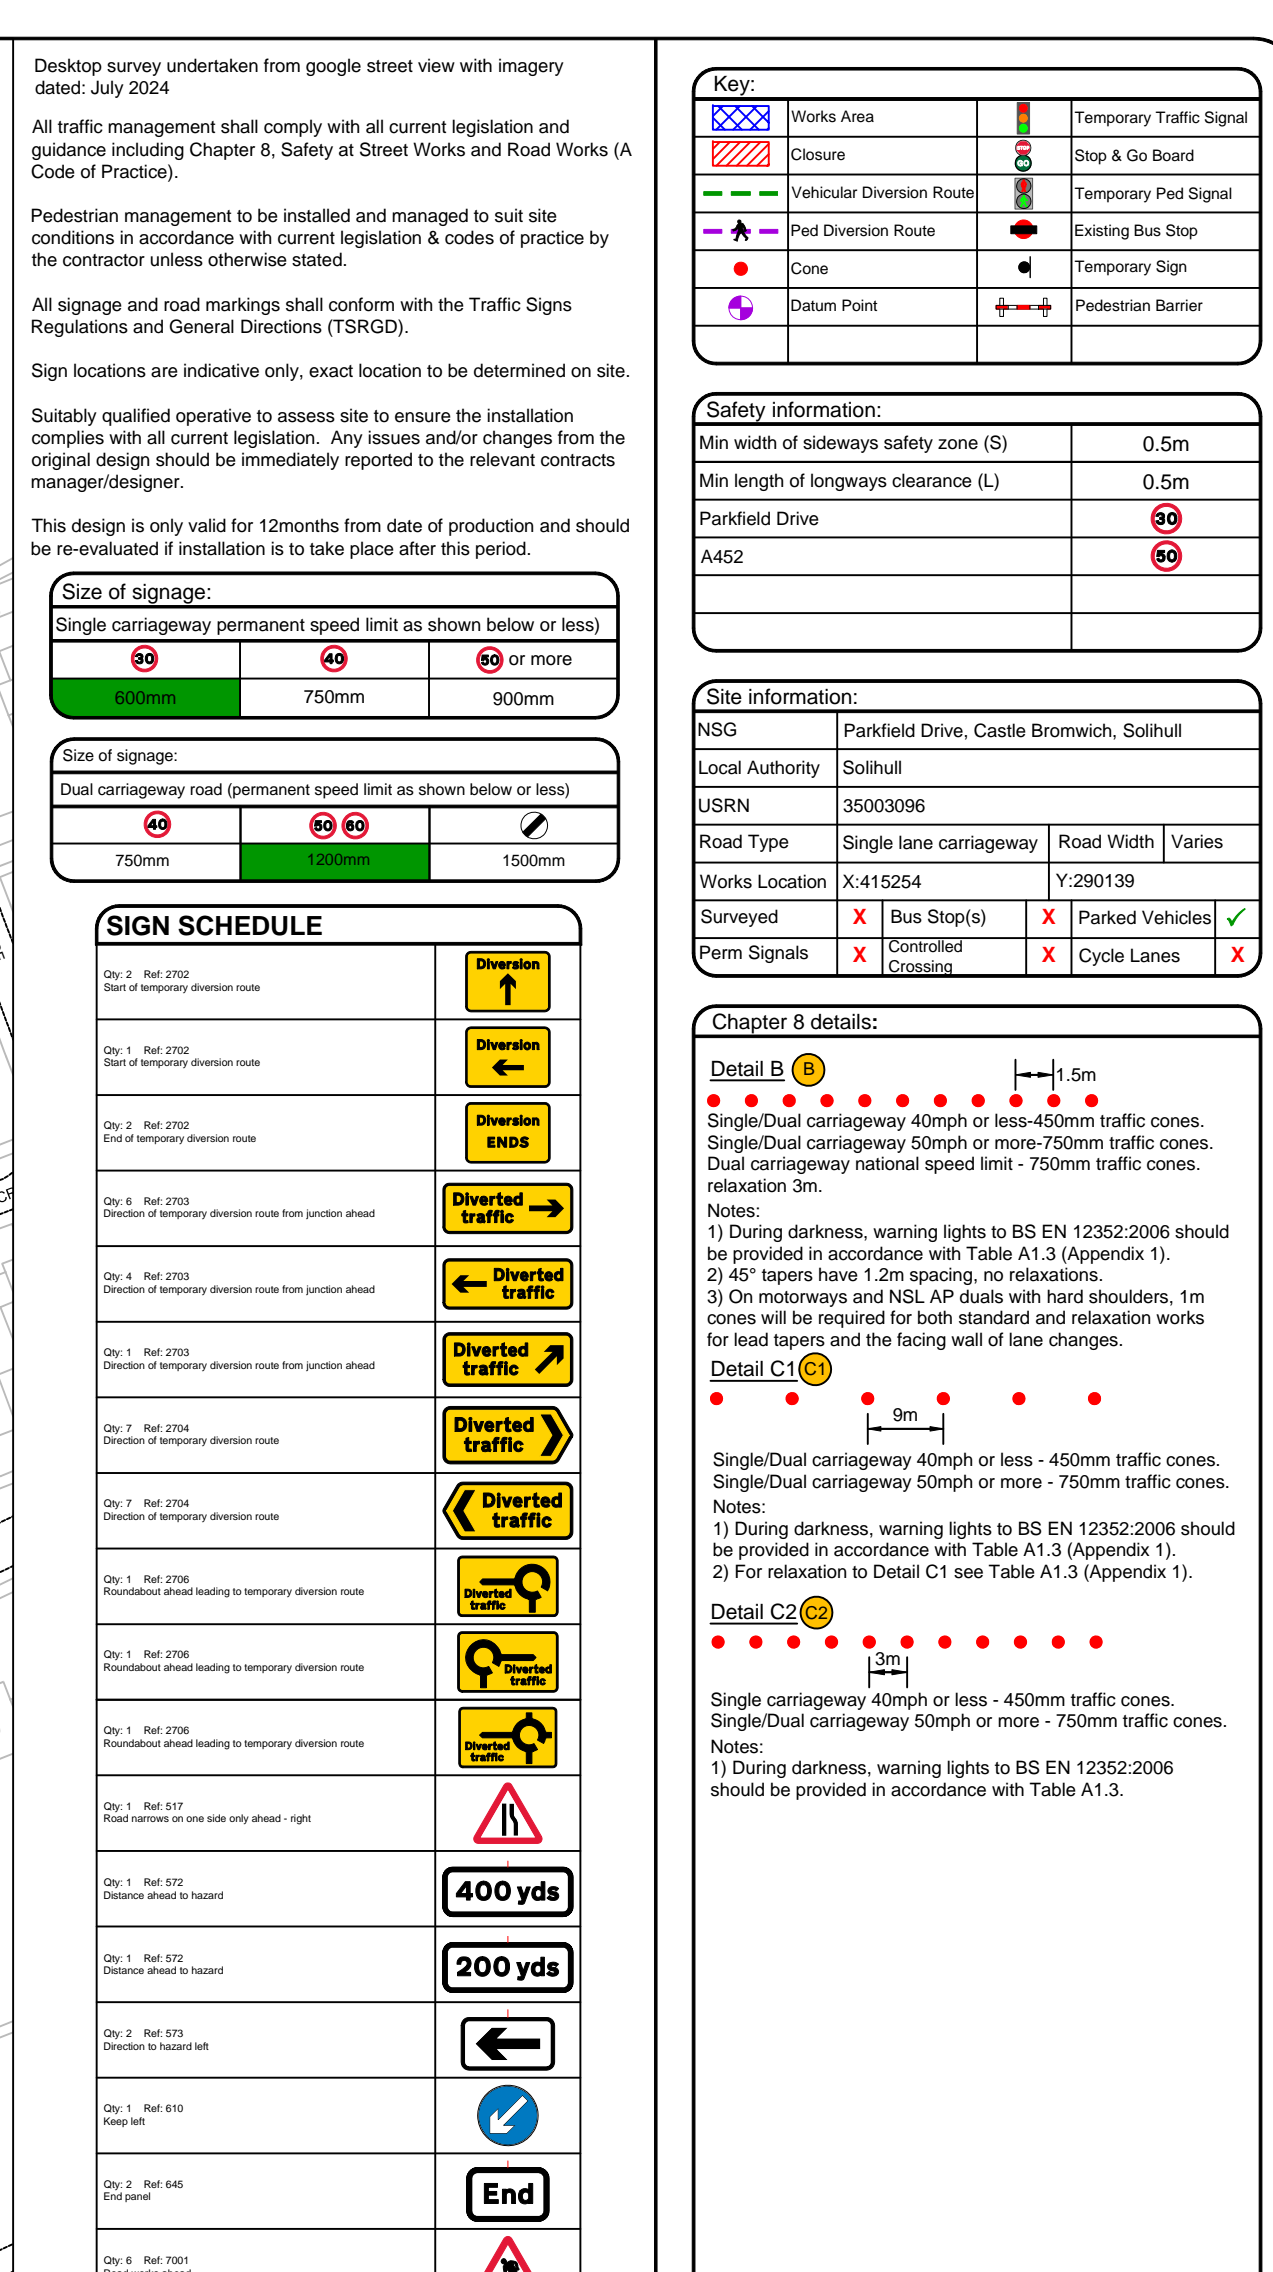 Desktop survey undertaken from google street view with imagery
dated: July 2024
All traffic management shall comply with all current legislation and
guidance including Chapter 8, Safety at Street Works and Road Works (A
Code of Practice).
Pedestrian management to be installed and managed to suit site
conditions in accordance with current legislation & codes of practice by
the contractor unless otherwise stated.
All signage and road markings shall conform with the Traffic Signs
Regulations and General Directions (TSRGD).
Sign locations are indicative only, exact location to be determined on site.
Suitably qualified operative to assess site to ensure the installation
complies with all current legislation. Any issues and/or changes from the
original design should be immediately reported to the relevant contracts
manager/designer.
This design is only valid for 12months from date of production and should
be re-evaluated if installation is to take place after this period.
Size of signage:
Single carriageway permanent speed limit as shown below or less)
30 40 50 or more
600mm 750mm 900mm
Size of signage:
Dual carriageway road (permanent speed limit as shown below or less)
40 50 60
750mm 1200mm 1500mm
SIGN SCHEDULE
Qty: 2 Ref: 2702
Start of temporary diversion route
Diversion
Qty: 1 Ref: 2702
Start of temporary diversion route
Diversion
Qty: 2 Ref: 2702
End of temporary diversion route
Diversion
ENDS
Qty: 6 Ref: 2703
Direction of temporary diversion route from junction ahead
Diverted
traffic
Qty: 4 Ref: 2703
Direction of temporary diversion route from junction ahead
Diverted
traffic
Qty: 1 Ref: 2703
Direction of temporary diversion route from junction ahead
Diverted
traffic
Qty: 7 Ref: 2704
Direction of temporary diversion route
Diverted
traffic
Qty: 7 Ref: 2704
Direction of temporary diversion route
Diverted
traffic
Qty: 1 Ref: 2706
Roundabout ahead leading to temporary diversion route
Diverted
traffic
Qty: 1 Ref: 2706
Roundabout ahead leading to temporary diversion route
Diverted
traffic
Qty: 1 Ref: 2706
Roundabout ahead leading to temporary diversion route
Diverted
traffic
Qty: 1 Ref: 517
Road narrows on one side only ahead - right
Qty: 1 Ref: 572
Distance ahead to hazard
400 yds
Qty: 1 Ref: 572
Distance ahead to hazard
200 yds
Qty: 2 Ref: 573
Direction to hazard left
Qty: 1 Ref: 610
Keep left
Qty: 2 Ref: 645
End panel
End
Qty: 6 Ref: 7001
Key:
Works Area Temporary Traffic Signal
Closure STOP GO Stop & Go Board
Vehicular Diversion Route Temporary Ped Signal
Ped Diversion Route Existing Bus Stop
Cone Temporary Sign
Datum Point Pedestrian Barrier
Safety information:
Min width of sideways safety zone (S) 0.5m
Min length of longways clearance (L) 0.5m
Parkfield Drive 30
A452 50
Site information:
NSG Parkfield Drive, Castle Bromwich, Solihull
Local Authority Solihull
USRN 35003096
Road Type Single lane carriageway Road Width Varies
Works Location X:415254 Y:290139
Surveyed X Bus Stop(s) X Parked Vehicles ✓
Perm Signals X Controlled Crossing X Cycle Lanes X
Chapter 8 details:
Detail B B
1.5m
Single/Dual carriageway 40mph or less-450mm traffic cones.
Single/Dual carriageway 50mph or more-750mm traffic cones.
Dual carriageway national speed limit - 750mm traffic cones.
relaxation 3m.
Notes:
1) During darkness, warning lights to BS EN 12352:2006 should
be provided in accordance with Table A1.3 (Appendix 1).
2) 45° tapers have 1.2m spacing, no relaxations.
3) On motorways and NSL AP duals with hard shoulders, 1m
cones will be required for both standard and relaxation works
for lead tapers and the facing wall of lane changes.
Detail C1 C1
9m
Single/Dual carriageway 40mph or less - 450mm traffic cones.
Single/Dual carriageway 50mph or more - 750mm traffic cones.
Notes:
1) During darkness, warning lights to BS EN 12352:2006 should
be provided in accordance with Table A1.3 (Appendix 1).
2) For relaxation to Detail C1 see Table A1.3 (Appendix 1).
Detail C2 C2
3m
Single carriageway 40mph or less - 450mm traffic cones.
Single/Dual carriageway 50mph or more - 750mm traffic cones.
Notes:
1) During darkness, warning lights to BS EN 12352:2006
should be provided in accordance with Table A1.3.